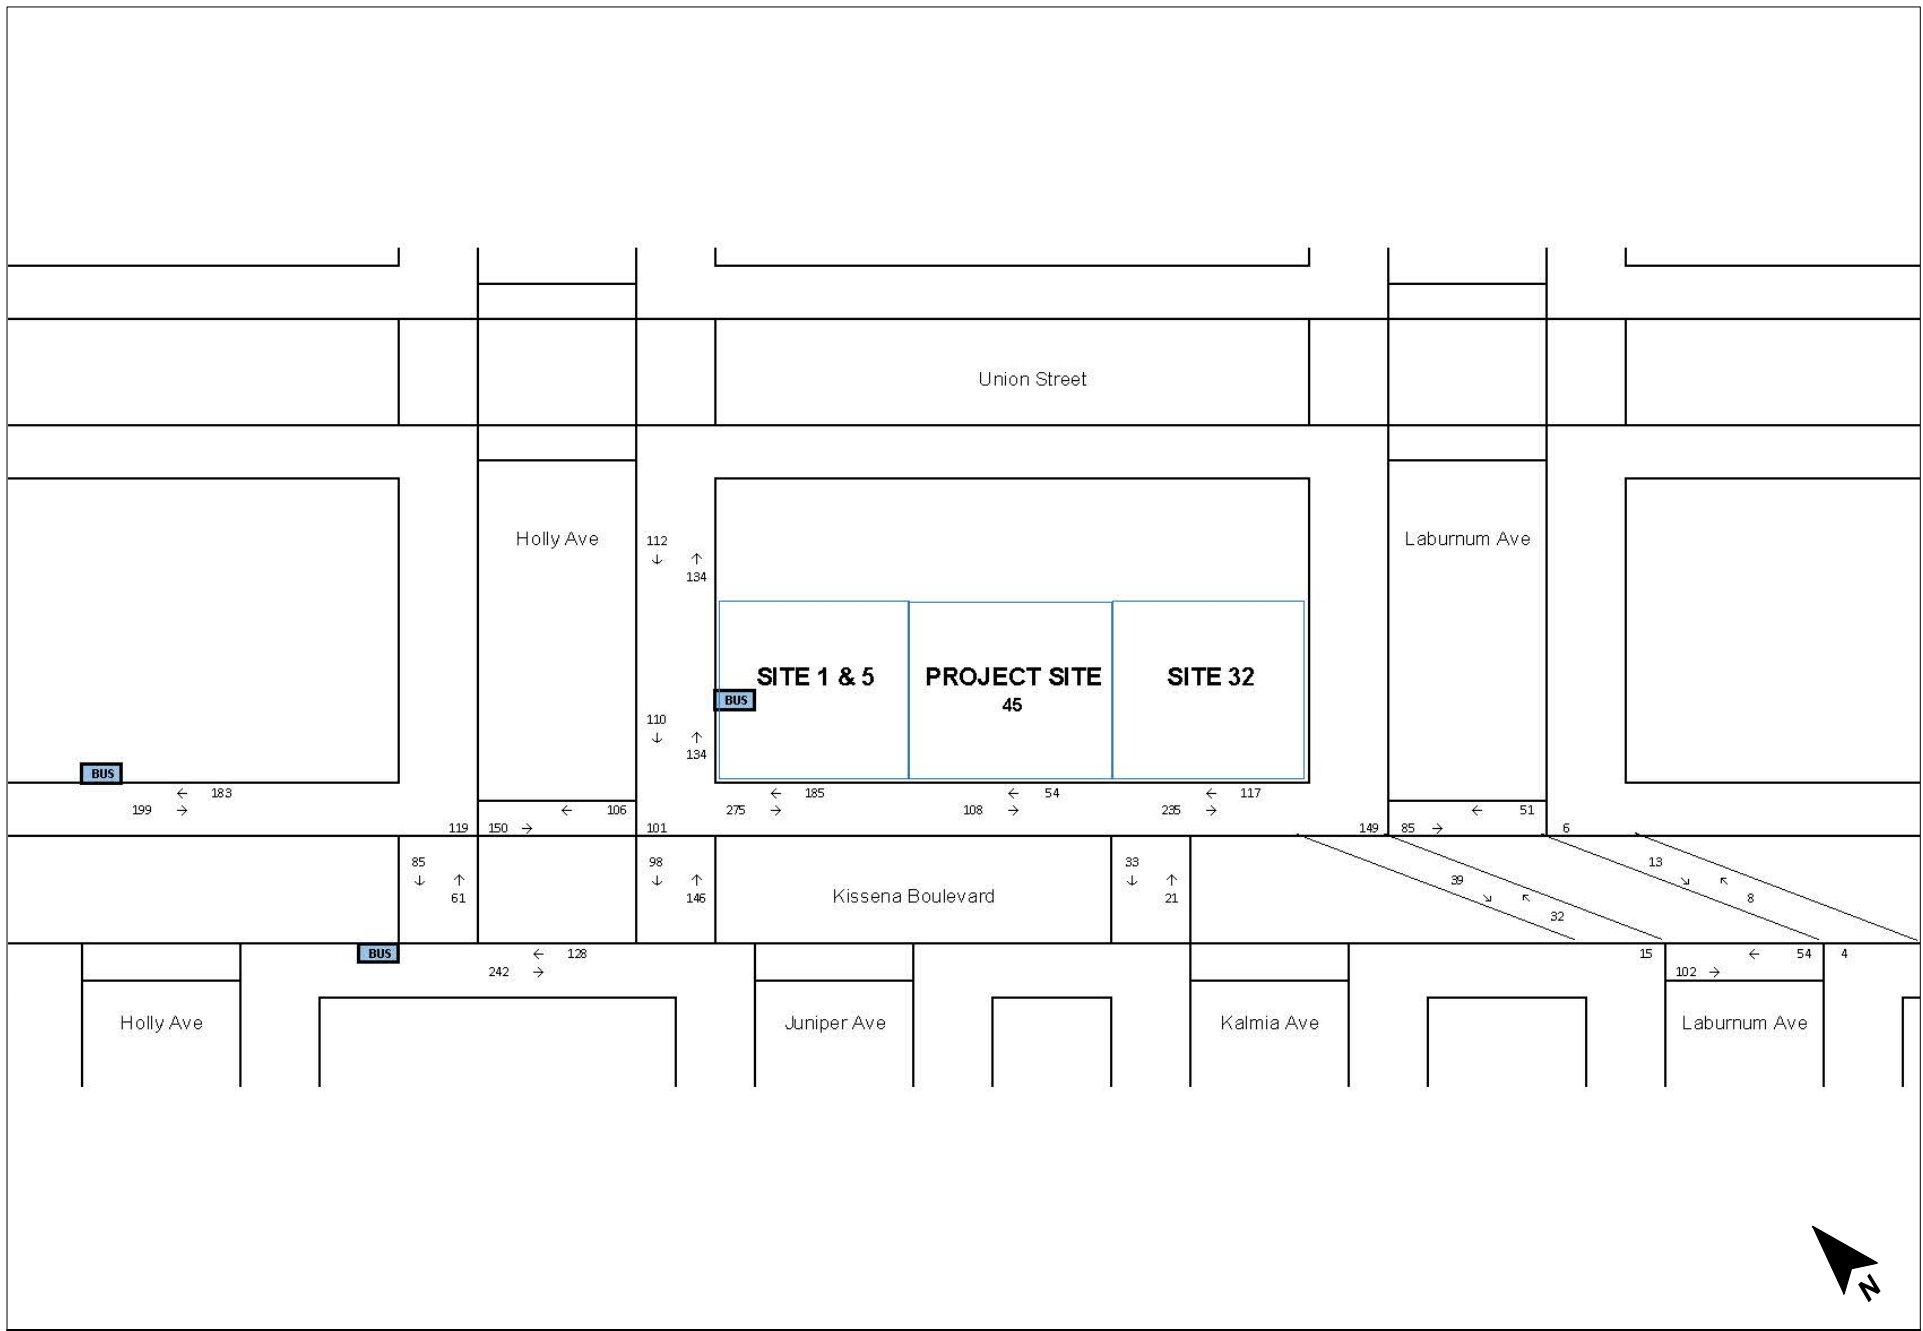 Union Street
Holly Ave
Laburnum Ave
112
↓ ↑
134
SITE 1 & 5
PROJECT SITE
45
SITE 32
BUS
110
↓ ↑
134
BUS
← 183
199 →
← 106
119 150 → 101
← 185
275 →
← 54
108 →
← 117
235 →
← 51
149 85 → 6
85
↓ ↑
61
98
↓ ↑
146
Kissena Boulevard
33
↓ ↑
21
39
↘ ↖
32
13
↘ ↖
8
BUS
← 128
242 →
15 ← 54 4
102 →
Holly Ave
Juniper Ave
Kalmia Ave
Laburnum Ave
N